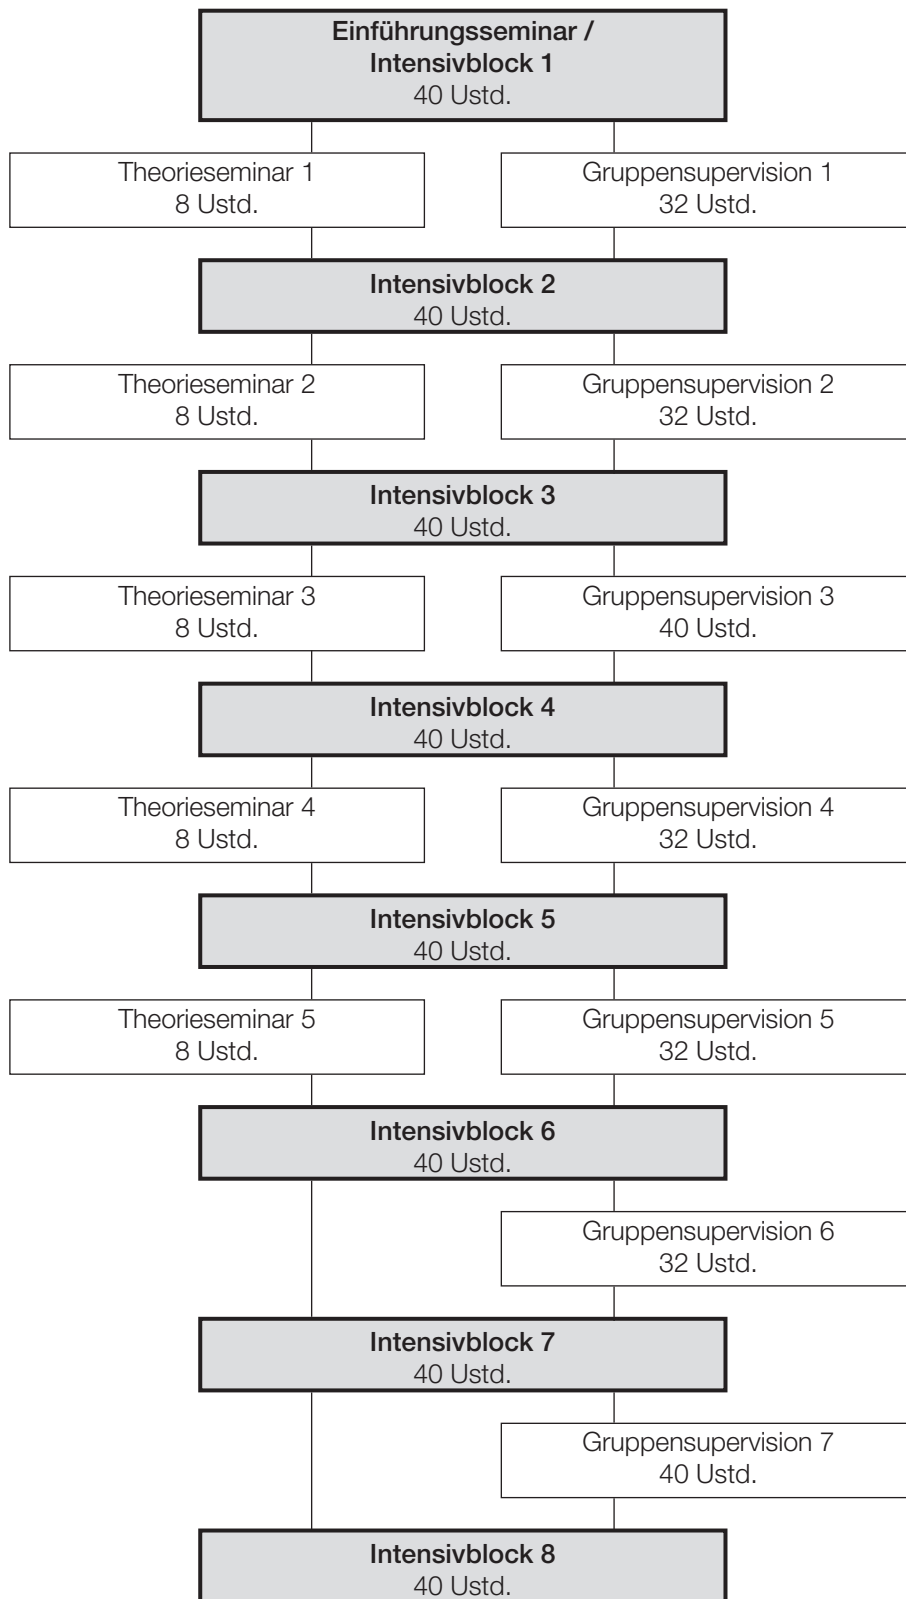 Einführungsseminar /
Intensivblock 1
40 Ustd.
Theorieseminar 1
8 Ustd.
Gruppensupervision 1
32 Ustd.
Intensivblock 2
40 Ustd.
Theorieseminar 2
8 Ustd.
Gruppensupervision 2
32 Ustd.
Intensivblock 3
40 Ustd.
Theorieseminar 3
8 Ustd.
Gruppensupervision 3
40 Ustd.
Intensivblock 4
40 Ustd.
Theorieseminar 4
8 Ustd.
Gruppensupervision 4
32 Ustd.
Intensivblock 5
40 Ustd.
Theorieseminar 5
8 Ustd.
Gruppensupervision 5
32 Ustd.
Intensivblock 6
40 Ustd.
Gruppensupervision 6
32 Ustd.
Intensivblock 7
40 Ustd.
Gruppensupervision 7
40 Ustd.
Intensivblock 8
40 Ustd.